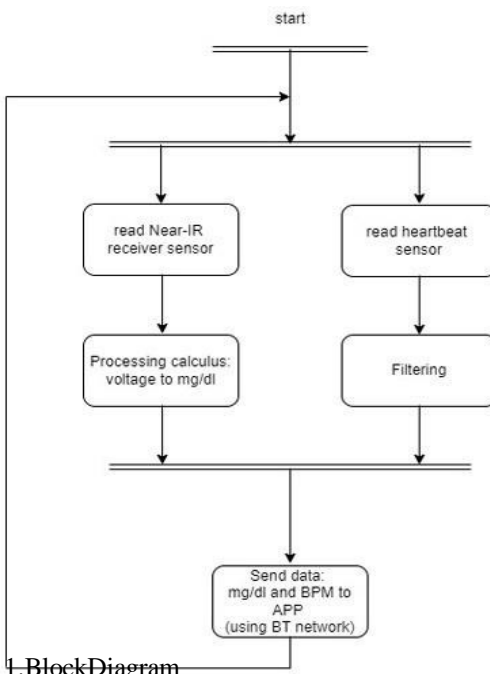 start
read Near-IR
receiver sensor
read heartbeat
sensor
Processing calculus:
voltage to mg/dl
Filtering
Send data:
mg/dl and BPM to
APP
(using BT network)
1.BlockDiagram